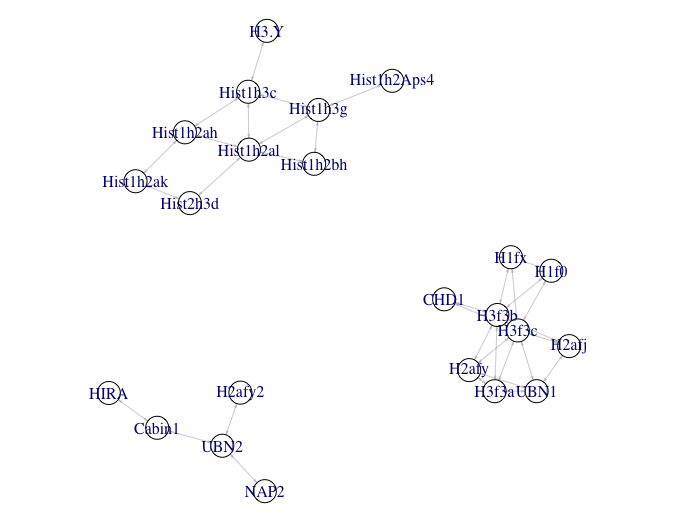 H3.Y
Hist1h2Aps4
Hist1h3c
Hist1h3g
Hist1h2ah
Hist1h2al
Hist1h2bh
Hist1h2ak
Hist2h3d
H1fx
H1f0
CHD1
H3f3b
H3f3c
H2afj
H2afy
H3f3a
UBN1
HIRA
H2afy2
Cabin1
UBN2
NAP2